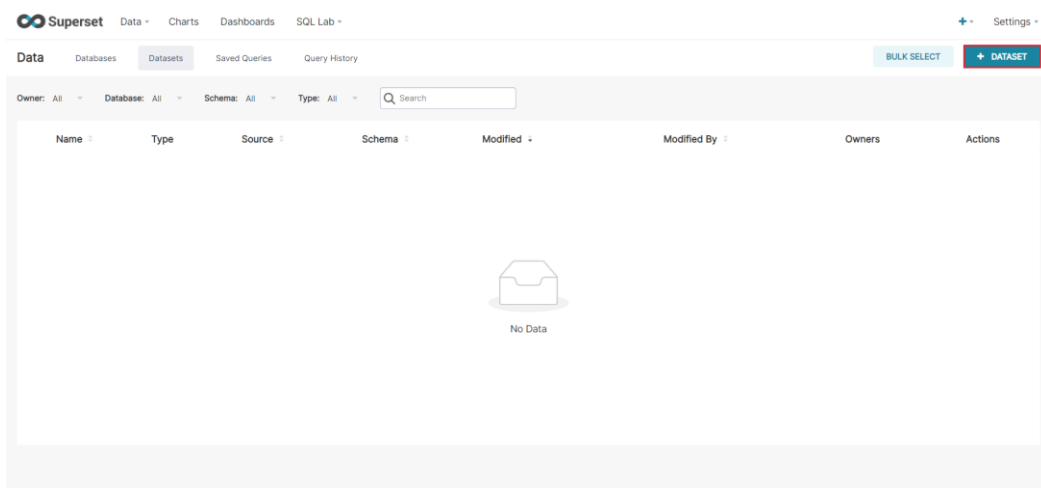 Superset Data Charts Dashboards SQL Lab + Settings
Data Databases Datasets Saved Queries Query History BULK SELECT + DATASET
Owner: All Database: All Schema: All Type: All Search
Name Type Source Schema Modified Modified By Owners Actions
No Data